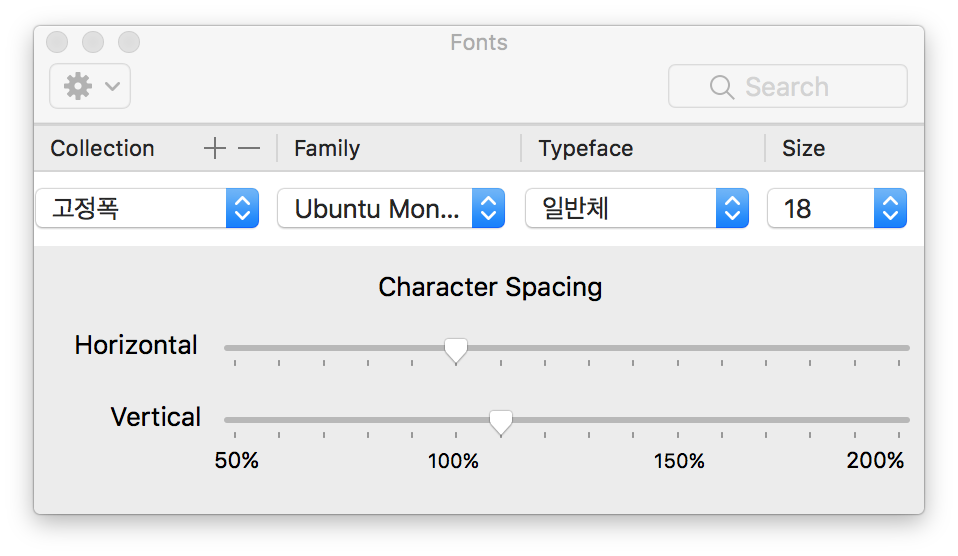 Fonts
Search
Collection Family Typeface Size
고정폭 Ubuntu Mon... 일반체 18
Character Spacing
Horizontal
Vertical
50% 100% 150% 200%